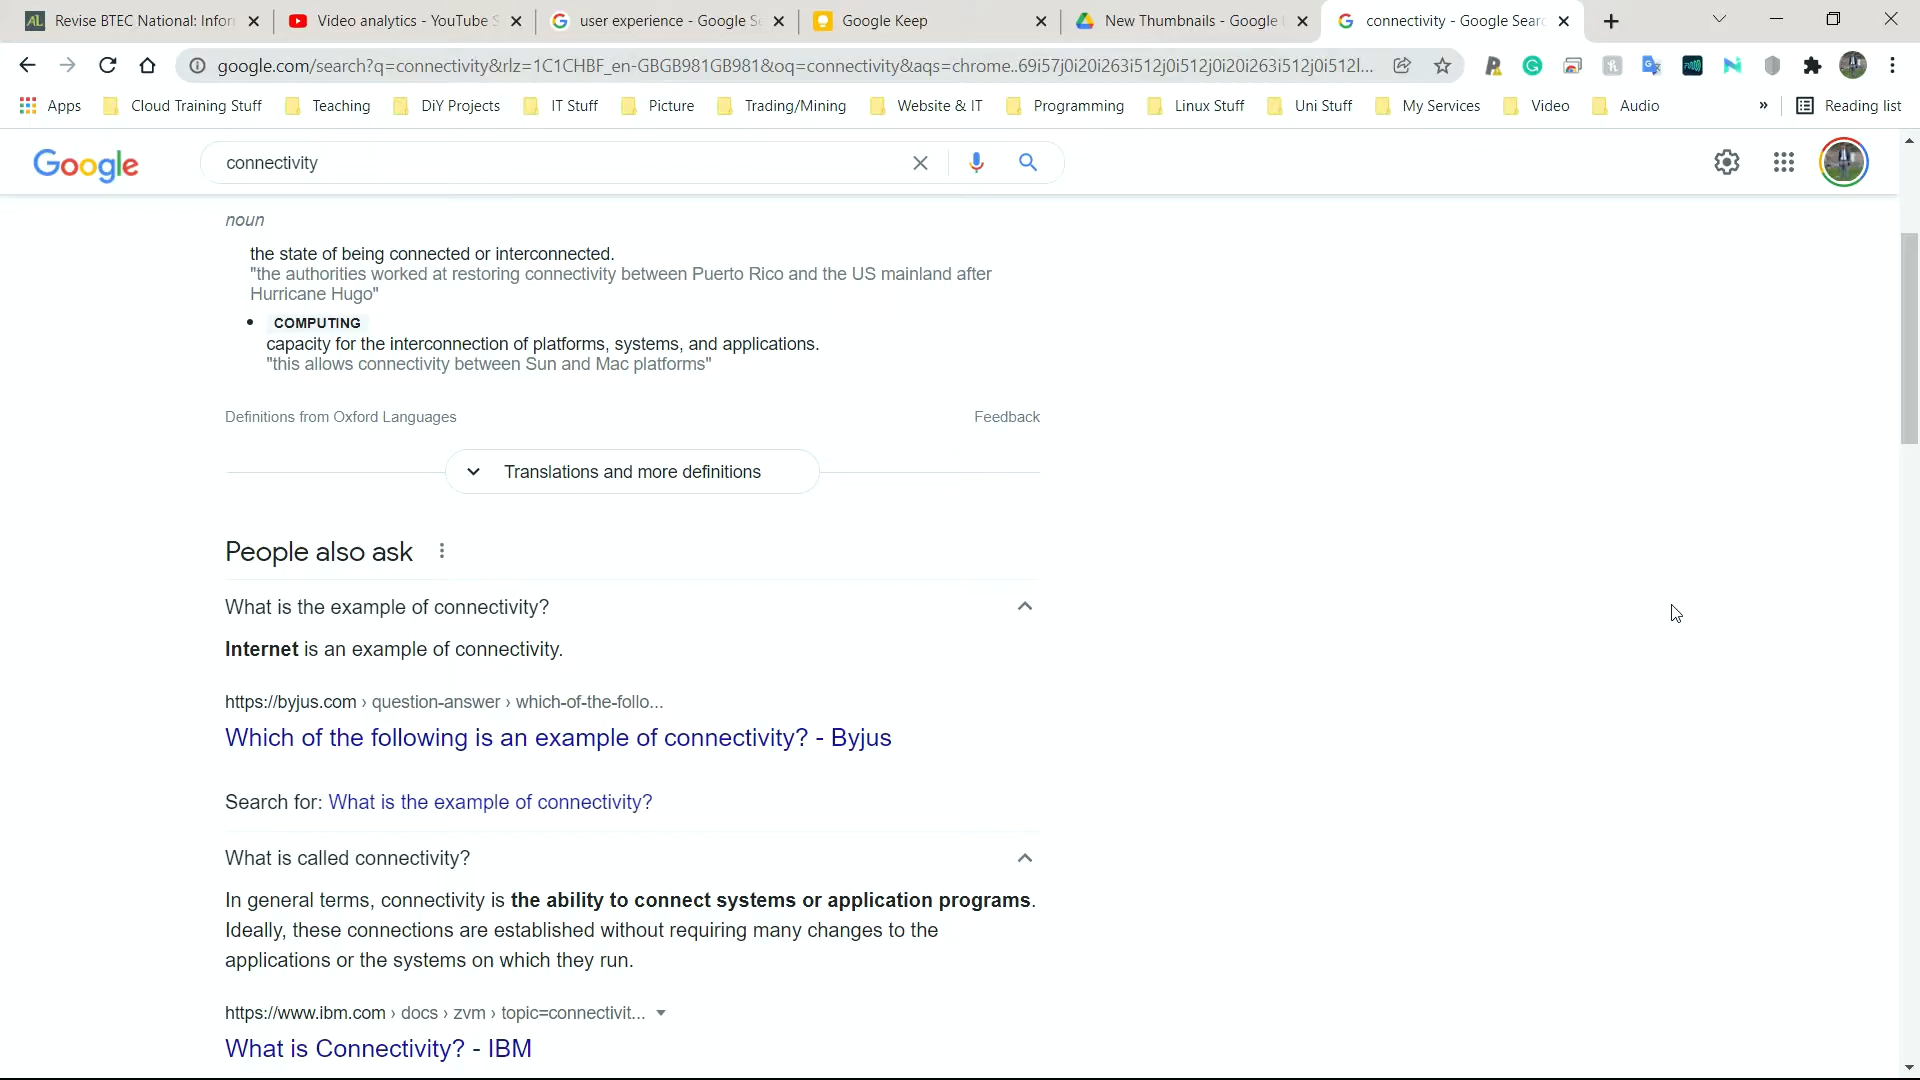 Revise BTEC National: Infor
Video analytics - YouTube S
user experience - Google Se
Google Keep
New Thumbnails - Google
connectivity - Google Searc
google.com/search?q=connectivity&rlz=1C1CHBF_en-GBGB981GB981&oq=connectivity&aqs=chrome..69i57j0i20i263i512j0i512j0i20i263i512j0i512l...
Apps
Cloud Training Stuff
Teaching
DiY Projects
IT Stuff
Picture
Trading/Mining
Website & IT
Programming
Linux Stuff
Uni Stuff
My Services
Video
Audio
»
Reading list
Google
connectivity
noun
the state of being connected or interconnected.
"the authorities worked at restoring connectivity between Puerto Rico and the US mainland after
Hurricane Hugo"
• COMPUTING
capacity for the interconnection of platforms, systems, and applications.
"this allows connectivity between Sun and Mac platforms"
Definitions from Oxford Languages
Feedback
Translations and more definitions
People also ask
What is the example of connectivity?
Internet is an example of connectivity.
https://byjus.com › question-answer › which-of-the-follo...
Which of the following is an example of connectivity? - Byjus
Search for: What is the example of connectivity?
What is called connectivity?
In general terms, connectivity is the ability to connect systems or application programs.
Ideally, these connections are established without requiring many changes to the
applications or the systems on which they run.
https://www.ibm.com › docs › zvm › topic=connectivit...
What is Connectivity? - IBM